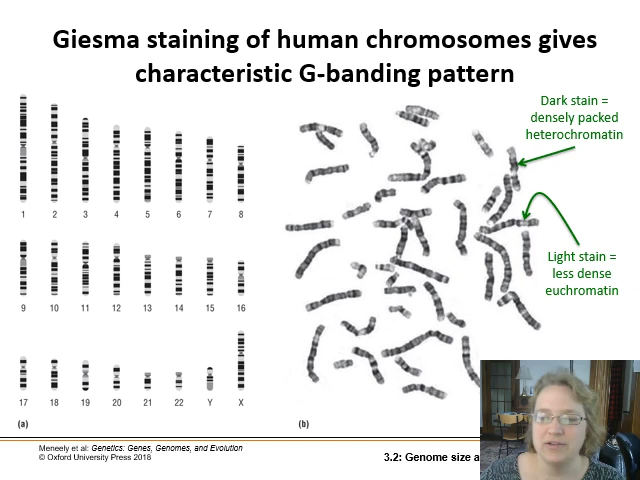 Giesma staining of human chromosomes gives
characteristic G-banding pattern
Dark stain =
densely packed
heterochromatin
Light stain =
less dense
euchromatin
1 2 3 4 5 6 7 8
9 10 11 12 13 14 15 16
17 18 19 20 21 22 Y X
(a) (b)
Meneely et al: Genetics: Genes, Genomes, and Evolution
© Oxford University Press 2018
3.2: Genome size a